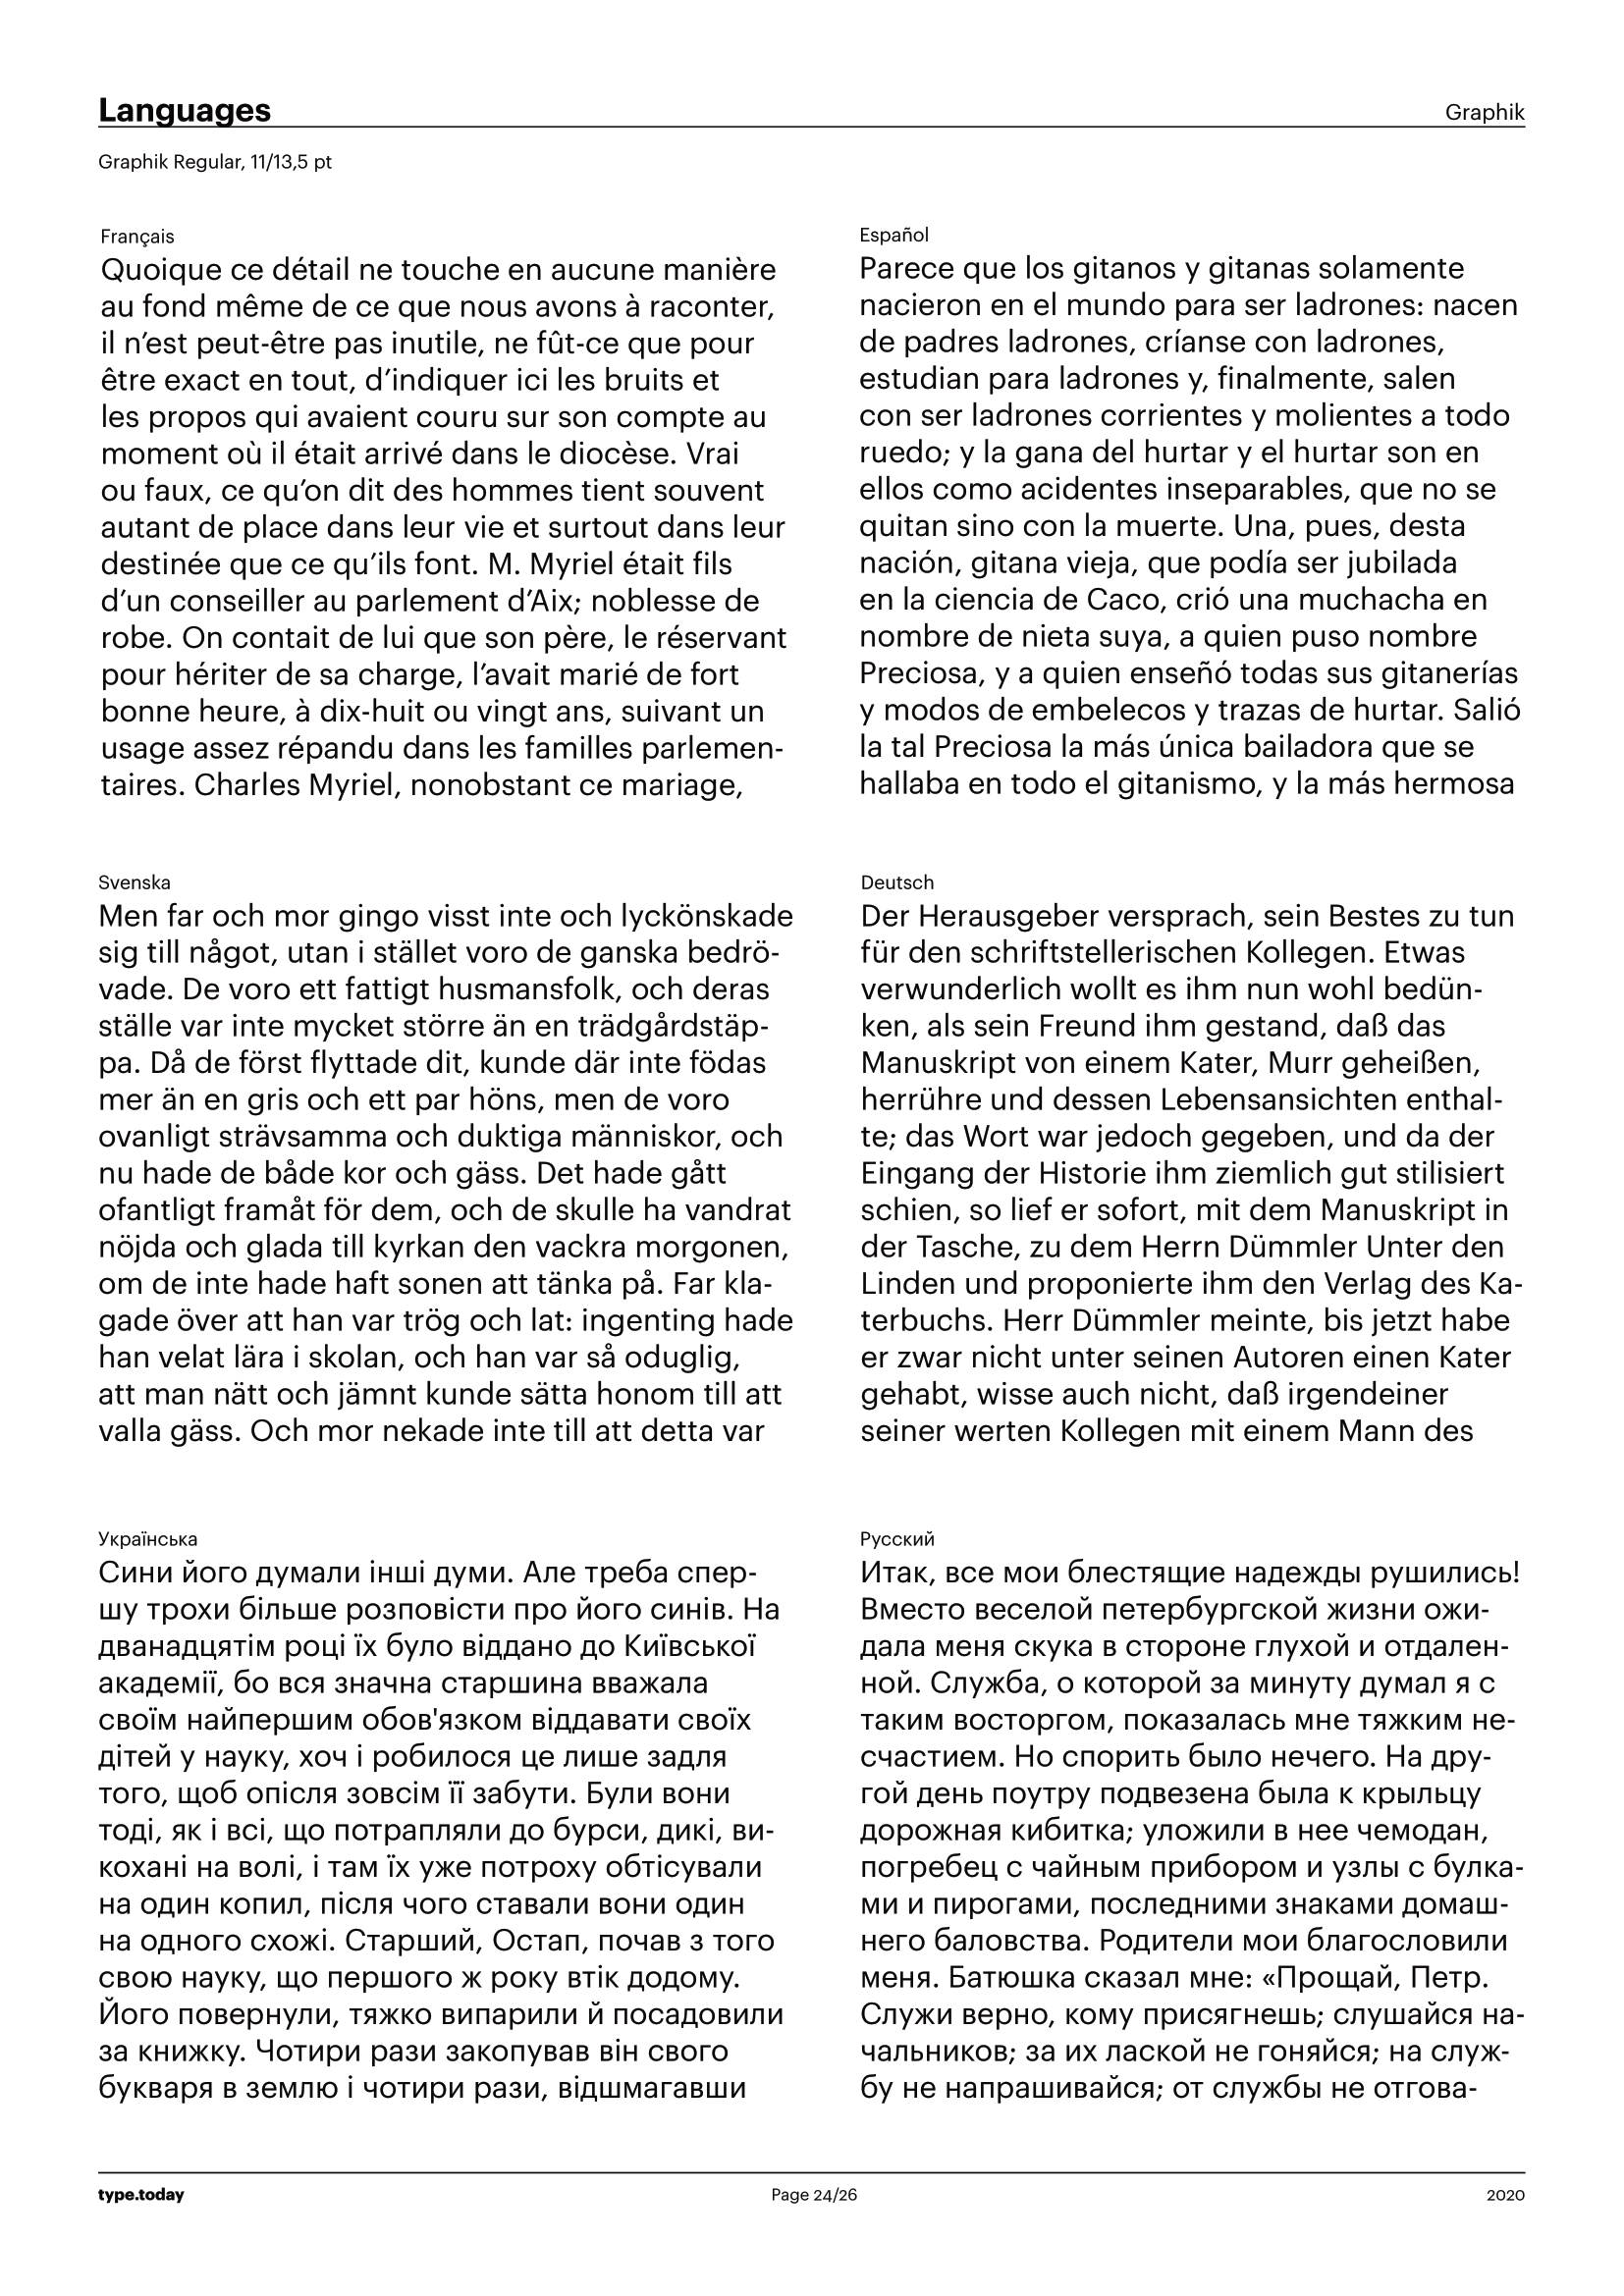 Languages
Graphik
Graphik Regular, 11/13,5 pt
Français
Quoique ce détail ne touche en aucune manière
au fond même de ce que nous avons à raconter,
il n’est peut-être pas inutile, ne fût-ce que pour
être exact en tout, d’indiquer ici les bruits et
les propos qui avaient couru sur son compte au
moment où il était arrivé dans le diocèse. Vrai
ou faux, ce qu’on dit des hommes tient souvent
autant de place dans leur vie et surtout dans leur
destinée que ce qu’ils font. M. Myriel était fils
d’un conseiller au parlement d’Aix; noblesse de
robe. On contait de lui que son père, le réservant
pour hériter de sa charge, l’avait marié de fort
bonne heure, à dix-huit ou vingt ans, suivant un
usage assez répandu dans les familles parlemen-
taires. Charles Myriel, nonobstant ce mariage,
Español
Parece que los gitanos y gitanas solamente
nacieron en el mundo para ser ladrones: nacen
de padres ladrones, críanse con ladrones,
estudian para ladrones y, finalmente, salen
con ser ladrones corrientes y molientes a todo
ruedo; y la gana del hurtar y el hurtar son en
ellos como acidentes inseparables, que no se
quitan sino con la muerte. Una, pues, desta
nación, gitana vieja, que podía ser jubilada
en la ciencia de Caco, crió una muchacha en
nombre de nieta suya, a quien puso nombre
Preciosa, y a quien enseñó todas sus gitanerías
y modos de embelecos y trazas de hurtar. Salió
la tal Preciosa la más única bailadora que se
hallaba en todo el gitanismo, y la más hermosa
Svenska
Men far och mor gingo visst inte och lyckönskade
sig till något, utan i stället voro de ganska bedrö-
vade. De voro ett fattigt husmansfolk, och deras
ställe var inte mycket större än en trädgårdstäp-
pa. Då de först flyttade dit, kunde där inte födas
mer än en gris och ett par höns, men de voro
ovanligt strävsamma och duktiga människor, och
nu hade de både kor och gäss. Det hade gått
ofantligt framåt för dem, och de skulle ha vandrat
nöjda och glada till kyrkan den vackra morgonen,
om de inte hade haft sonen att tänka på. Far kla-
gade över att han var trög och lat: ingenting hade
han velat lära i skolan, och han var så oduglig,
att man nätt och jämnt kunde sätta honom till att
valla gäss. Och mor nekade inte till att detta var
Deutsch
Der Herausgeber versprach, sein Bestes zu tun
für den schriftstellerischen Kollegen. Etwas
verwunderlich wollt es ihm nun wohl bedün-
ken, als sein Freund ihm gestand, daß das
Manuskript von einem Kater, Murr geheißen,
herrühre und dessen Lebensansichten enthal-
te; das Wort war jedoch gegeben, und da der
Eingang der Historie ihm ziemlich gut stilisiert
schien, so lief er sofort, mit dem Manuskript in
der Tasche, zu dem Herrn Dümmler Unter den
Linden und proponierte ihm den Verlag des Ka-
terbuchs. Herr Dümmler meinte, bis jetzt habe
er zwar nicht unter seinen Autoren einen Kater
gehabt, wisse auch nicht, daß irgendeiner
seiner werten Kollegen mit einem Mann des
Українська
Сини його думали інші думи. Але треба спер-
шу трохи більше розповісти про його синів. На
дванадцятім році їх було віддано до Київської
академії, бо вся значна старшина вважала
своїм найпершим обов'язком віддавати своїх
дітей у науку, хоч і робилося це лише задля
того, щоб опісля зовсім її забути. Були вони
тоді, як і всі, що потрапляли до бурси, дикі, ви-
кохані на волі, і там їх уже потроху обтісували
на один копил, після чого ставали вони один
на одного схожі. Старший, Остап, почав з того
свою науку, що першого ж року втік додому.
Його повернули, тяжко випарили й посадовили
за книжку. Чотири рази закопував він свого
букваря в землю і чотири рази, відшмагавши
Русский
Итак, все мои блестящие надежды рушились!
Вместо веселой петербургской жизни ожи-
дала меня скука в стороне глухой и отдален-
ной. Служба, о которой за минуту думал я с
таким восторгом, показалась мне тяжким не-
счастием. Но спорить было нечего. На дру-
гой день поутру подвезена была к крыльцу
дорожная кибитка; уложили в нее чемодан,
погребец с чайным прибором и узлы с булка-
ми и пирогами, последними знаками домаш-
него баловства. Родители мои благословили
меня. Батюшка сказал мне: «Прощай, Петр.
Служи верно, кому присягнешь; слушайся на-
чальников; за их лаской не гоняйся; на служ-
бу не напрашивайся; от службы не отгова-
type.today
Page 24/26
2020